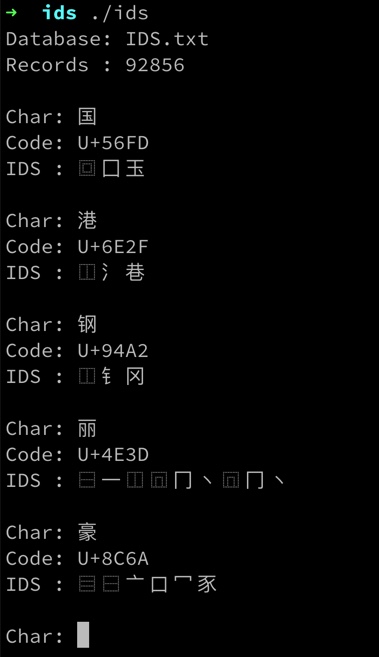 → ids ./ids
Database: IDS.txt
Records : 92856
Char: 国
Code: U+56FD
IDS : ⿴囗玉
Char: 港
Code: U+6E2F
IDS : ⿰氵巷
Char: 钢
Code: U+94A2
IDS : ⿰钅冈
Char: 丽
Code: U+4E3D
IDS : ⿱一⿰⿵冂丶⿵冂丶
Char: 豪
Code: U+8C6A
IDS : ⿳⿱亠口冖豕
Char: